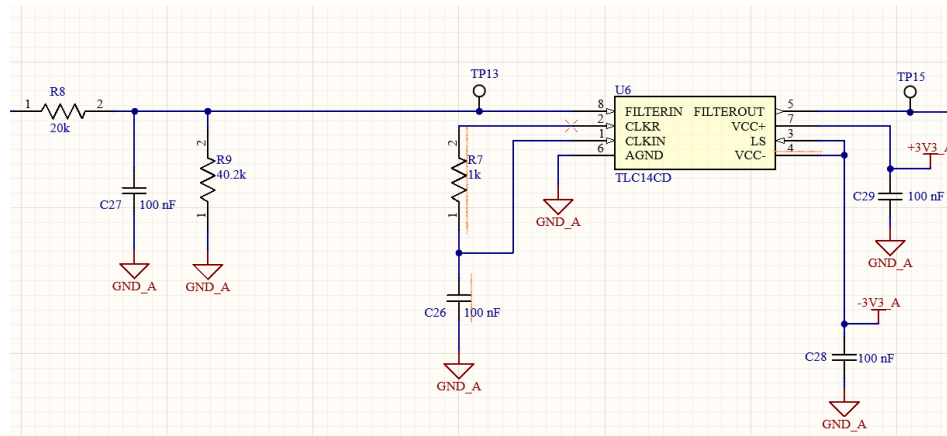 TP13
TP15
R8
1
2
20k
U6
8
FILTERIN
FILTEROUT
5
2
CLKR
VCC+
7
1
CLKIN
LS
3
6
AGND
VCC-
4
TLC14CD
+3V3_A
2
R9
40.2k
1
2
R7
1k
1
C27
100 nF
C29
100 nF
GND_A
GND_A
GND_A
GND_A
C26
100 nF
-3V3_A
C28
100 nF
GND_A
GND_A